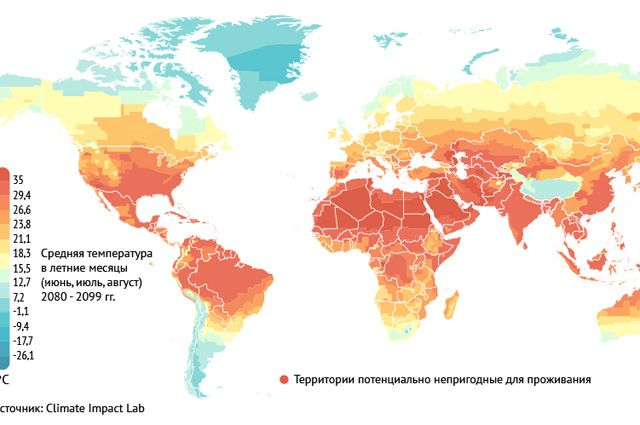 35
29,4
26,6
23,8
21,1
18,3
15,5
12,7
7,2
-1,1
-9,4
-17,7
-26,1
°C
Средняя температура
в летние месяцы
(июнь, июль, август)
2080 - 2099 гг.
Территории потенциально непригодные для проживания
сточник: Climate Impact Lab